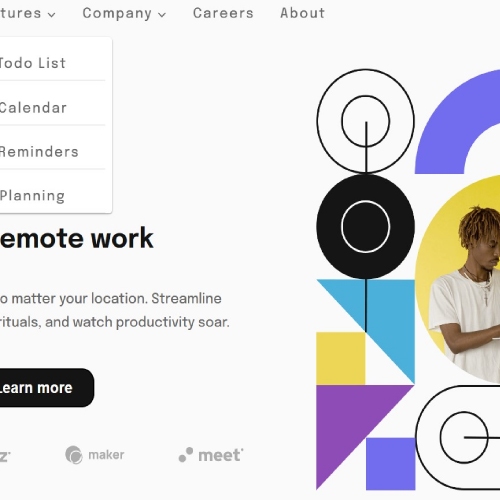 tures Company Careers About
Todo List
Calendar
Reminders
Planning
emote work
o matter your location. Streamline
rituals, and watch productivity soar.
Learn more
z maker meet